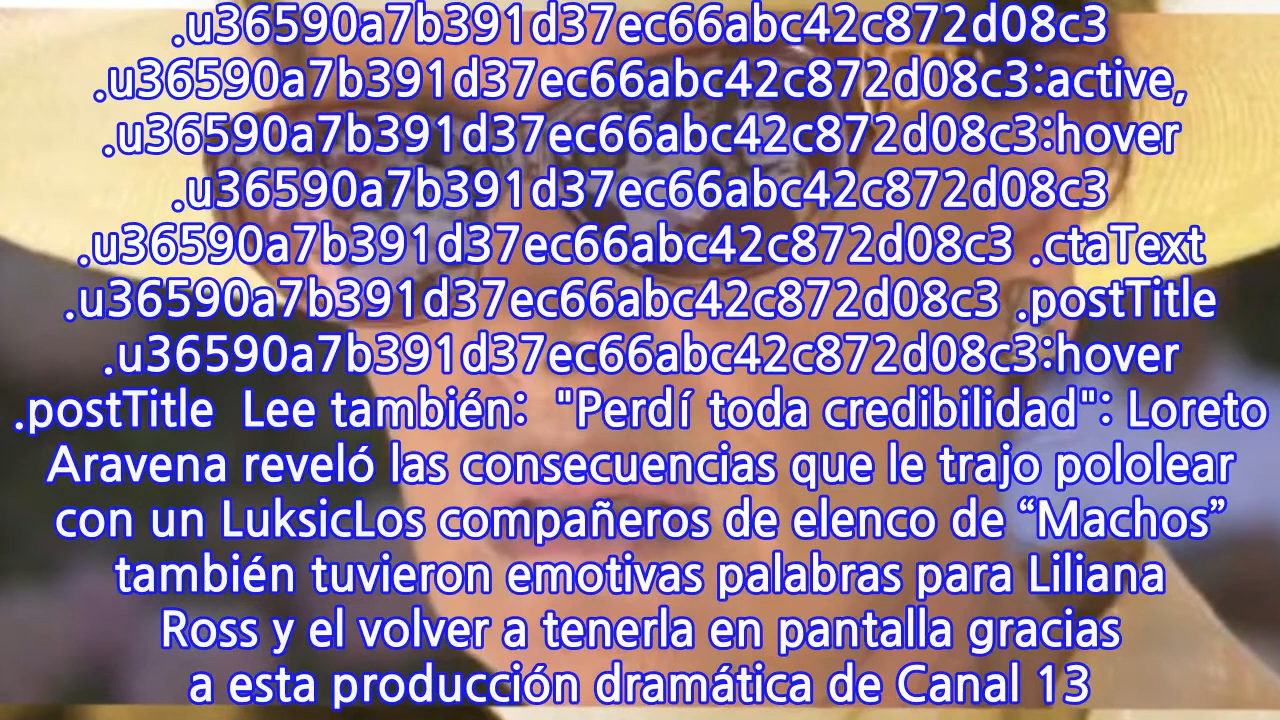 .u36590a7b391d37ec66abc42c872d08c3
.u36590a7b391d37ec66abc42c872d08c3:active,
.u36590a7b391d37ec66abc42c872d08c3:hover
.u36590a7b391d37ec66abc42c872d08c3
.u36590a7b391d37ec66abc42c872d08c3 .ctaText
.u36590a7b391d37ec66abc42c872d08c3 .postTitle
.u36590a7b391d37ec66abc42c872d08c3:hover
.postTitle  Lee también:  "Perdí toda credibilidad": Loreto
Aravena reveló las consecuencias que le trajo pololear
con un LuksicLos compañeros de elenco de “Machos”
también tuvieron emotivas palabras para Liliana
Ross y el volver a tenerla en pantalla gracias
a esta producción dramática de Canal 13